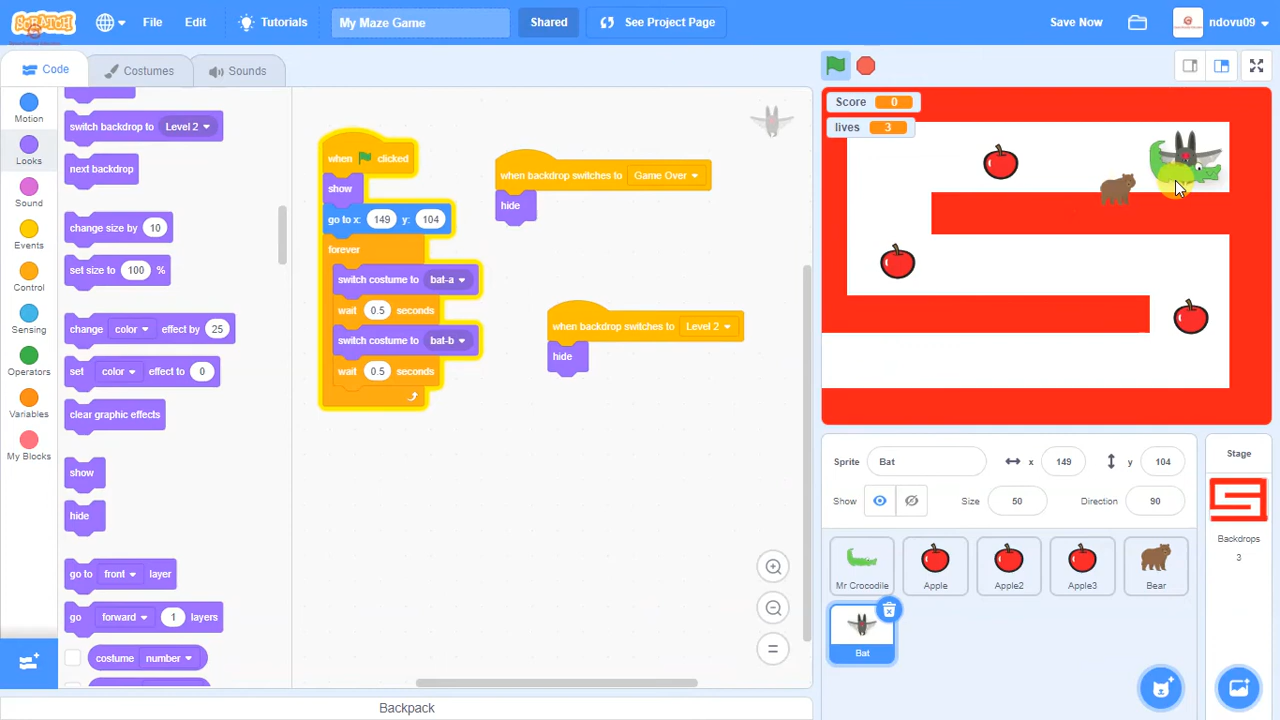 SCRATCH
File
Edit
Tutorials
My Maze Game
Shared
See Project Page
Save Now
ndovu09
Code
Costumes
Sounds
Motion
Looks
Sound
Events
Control
Sensing
Operators
Variables
My Blocks
switch backdrop to Level 2
next backdrop
change size by 10
set size to 100 %
change color effect by 25
set color effect to 0
clear graphic effects
show
hide
go to front layer
go forward 1 layers
costume number
when clicked
show
go to x: 149 y: 104
forever
switch costume to bat-a
wait 0.5 seconds
switch costume to bat-b
wait 0.5 seconds
when backdrop switches to Game Over
hide
when backdrop switches to Level 2
hide
Backpack
Score 0
lives 3
Sprite Bat x 149 y 104
Show Size 50 Direction 90
Mr Crocodile
Apple
Apple2
Apple3
Bear
Bat
Stage
Backdrops
3